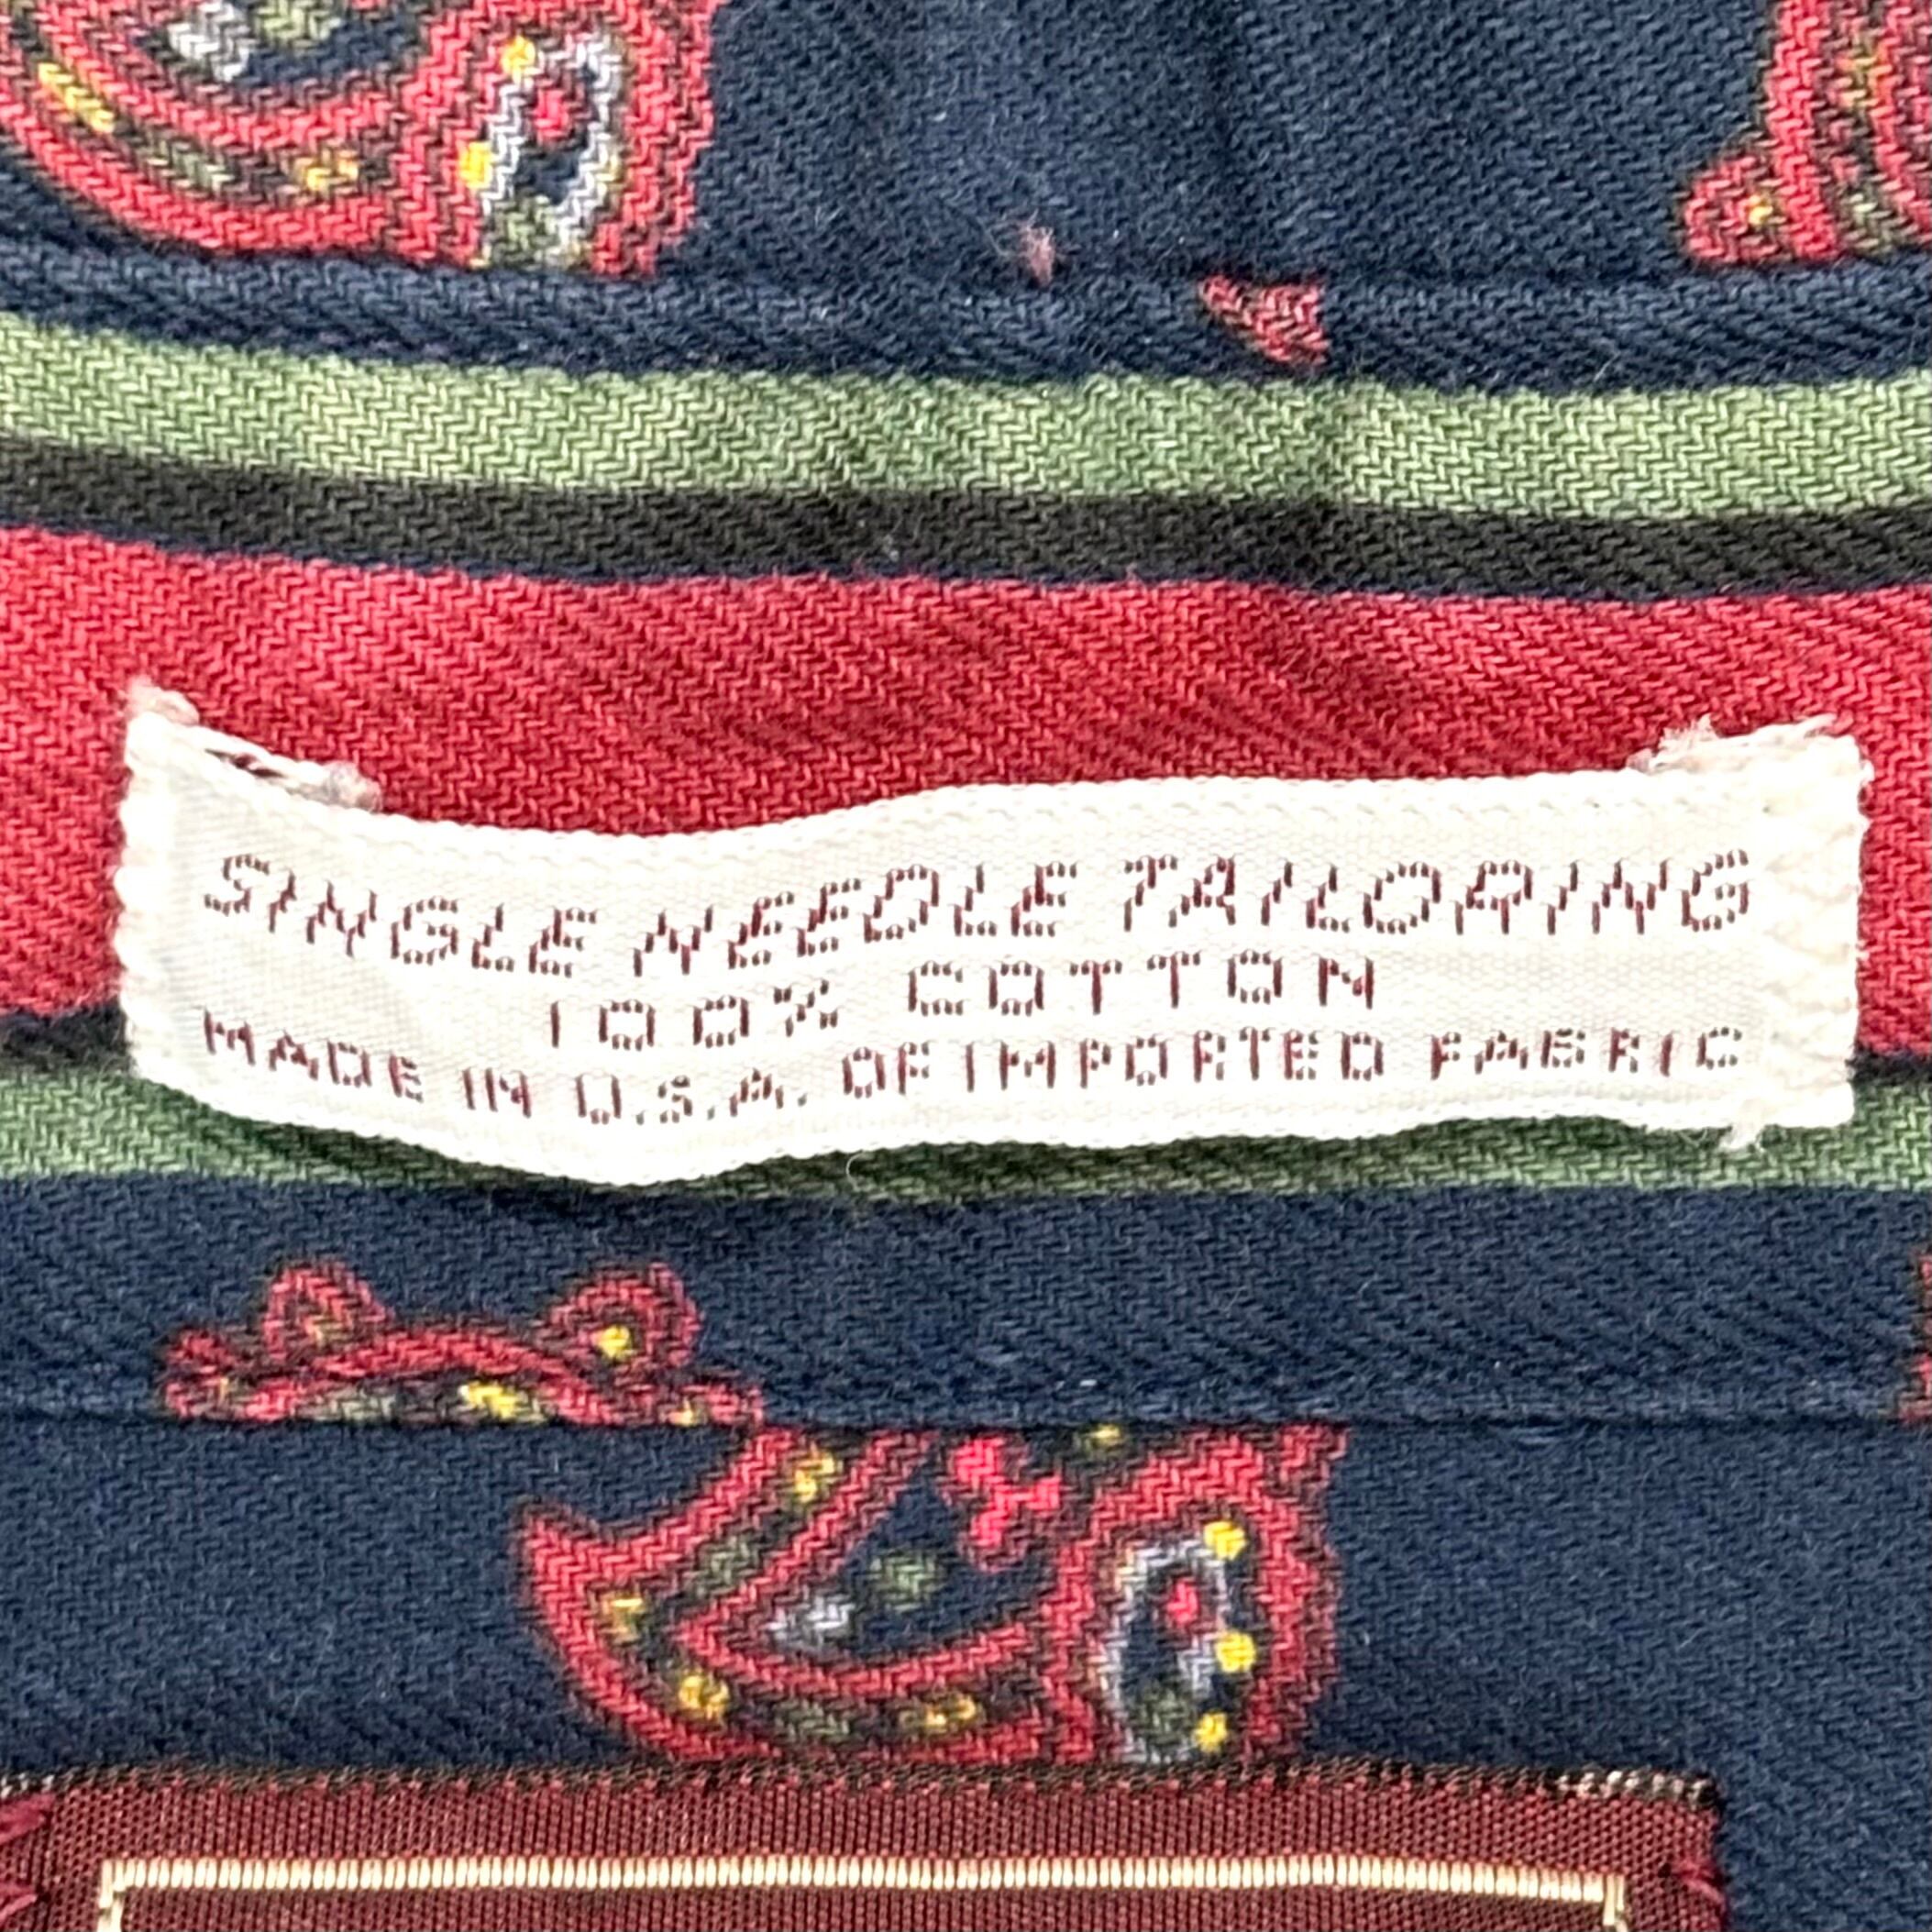 SINGLE NEEDLE TAILORING
100% COTTON
MADE IN U.S.A. OF IMPORTED FABRIC